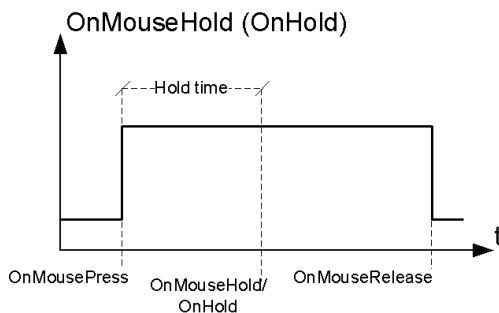 OnMouseHold (OnHold)
Hold time
t
OnMousePress
OnMouseHold/
OnHold
OnMouseRelease